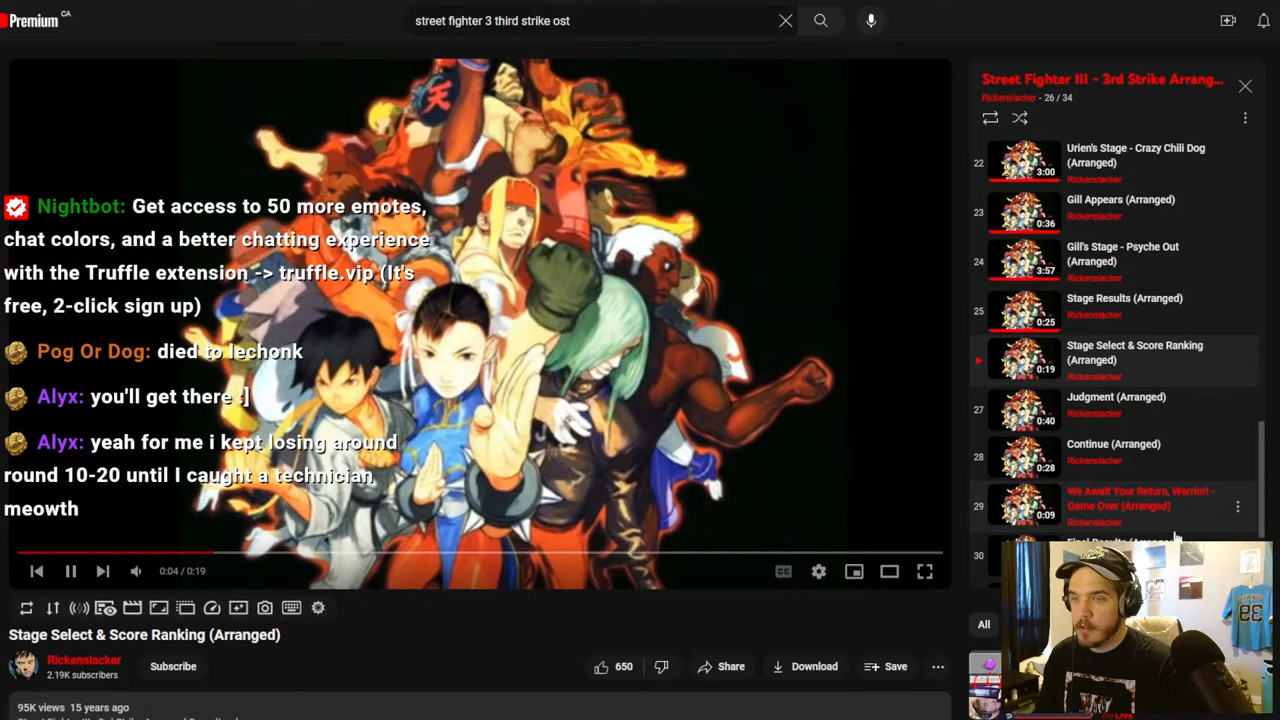 Premium CA
street fighter 3 third strike ost
Street Fighter III - 3rd Strike Arrang...
Rickenslacker - 26 / 34
22
3:00
Urien's Stage - Crazy Chili Dog
(Arranged)
Rickenslacker
23
0:36
Gill Appears (Arranged)
Rickenslacker
24
3:57
Gill's Stage - Psyche Out
(Arranged)
Rickenslacker
25
0:25
Stage Results (Arranged)
Rickenslacker
0:19
Stage Select & Score Ranking
(Arranged)
Rickenslacker
27
0:40
Judgment (Arranged)
Rickenslacker
28
0:28
Continue (Arranged)
Rickenslacker
29
0:09
We Await Your Return, Warrior! -
Game Over (Arranged)
Rickenslacker
30
天
Nightbot: Get access to 50 more emotes,
chat colors, and a better chatting experience
with the Truffle extension -> truffle.vip (It's
free, 2-click sign up)
Pog Or Dog: died to lechonk
Alyx: you'll get there :]
Alyx: yeah for me i kept losing around
round 10-20 until I caught a technician
meowth
0:04 / 0:19
CC
Stage Select & Score Ranking (Arranged)
Rickenslacker
2.19K subscribers
Subscribe
650
Share
Download
Save
95K views 15 years ago
All
23
LIVE